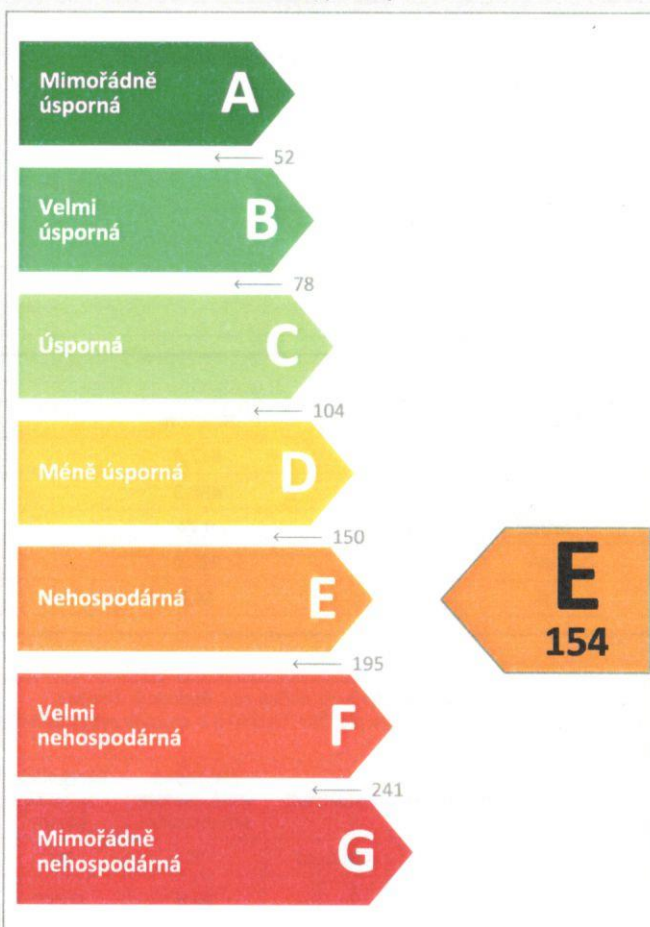 Mimořádně
úsporná
A
← 52
Velmi
úsporná
B
← 78
Úsporná
C
← 104
Méně úsporná
D
← 150
Nehospodárná
E
E
154
← 195
Velmi
nehospodárná
F
← 241
Mimořádně
nehospodárná
G